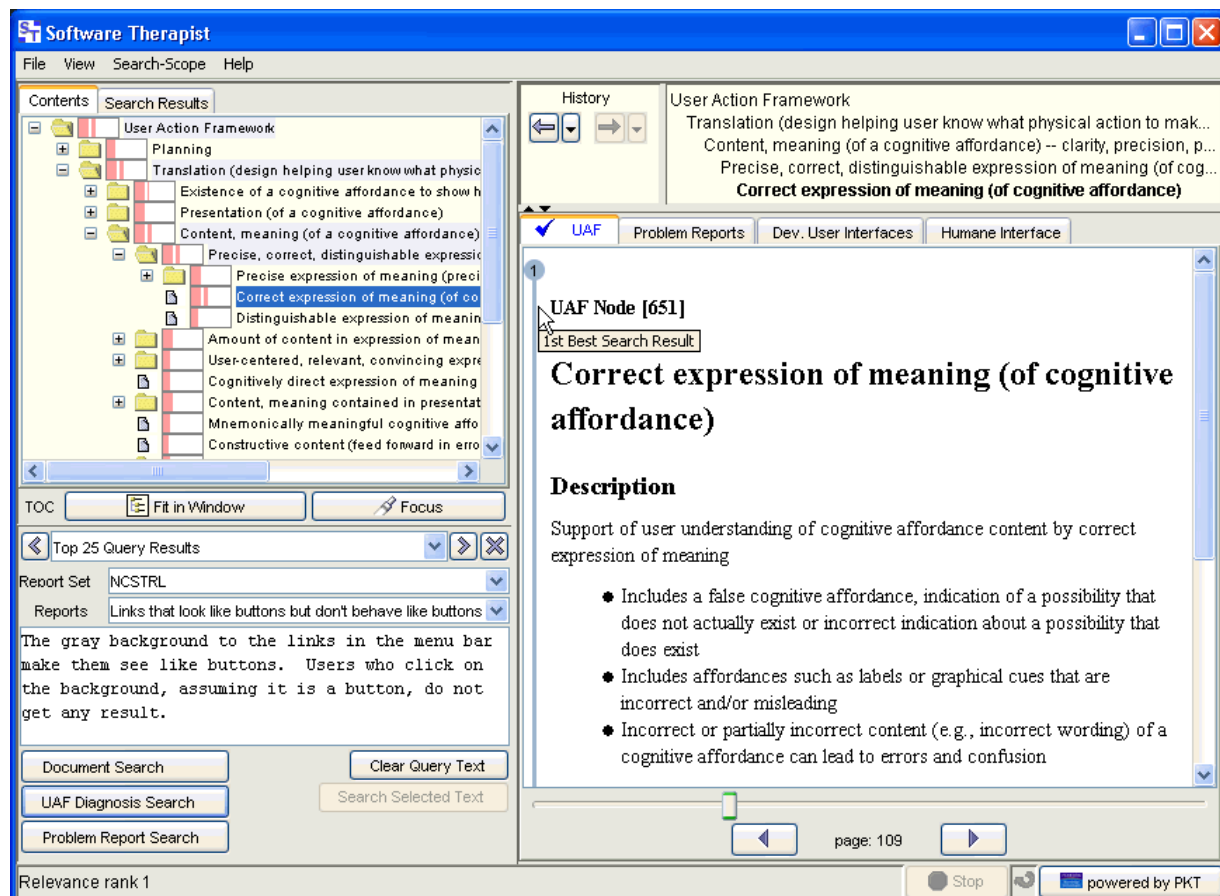 Software Therapist
File View Search-Scope Help
Contents Search Results
User Action Framework
Planning
Translation (design helping user know what physic
Existence of a cognitive affordance to show h
Presentation (of a cognitive affordance)
Content, meaning (of a cognitive affordance)
Precise, correct, distinguishable expressio
Precise expression of meaning (preci
Correct expression of meaning (of co
Distinguishable expression of meanin
Amount of content in expression of mean
User-centered, relevant, convincing expre
Cognitively direct expression of meaning
Content, meaning contained in presentat
Mnemonically meaningful cognitive affo
Constructive content (feed forward in erro
TOC Fit in Window Focus
Top 25 Query Results
Report Set NCSTRL
Reports Links that look like buttons but don't behave like buttons
The gray background to the links in the menu bar
make them see like buttons. Users who click on
the background, assuming it is a button, do not
get any result.
Document Search Clear Query Text
UAF Diagnosis Search Search Selected Text
Problem Report Search
History
User Action Framework
Translation (design helping user know what physical action to mak...
Content, meaning (of a cognitive affordance) -- clarity, precision, p...
Precise, correct, distinguishable expression of meaning (of cog...
Correct expression of meaning (of cognitive affordance)
UAF Problem Reports Dev. User Interfaces Humane Interface
1
UAF Node [651]
1st Best Search Result
Correct expression of meaning (of cognitive
affordance)
Description
Support of user understanding of cognitive affordance content by correct
expression of meaning
● Includes a false cognitive affordance, indication of a possibility that
does not actually exist or incorrect indication about a possibility that
does exist
● Includes affordances such as labels or graphical cues that are
incorrect and/or misleading
● Incorrect or partially incorrect content (e.g., incorrect wording) of a
cognitive affordance can lead to errors and confusion
page: 109
Relevance rank 1 Stop powered by PKT